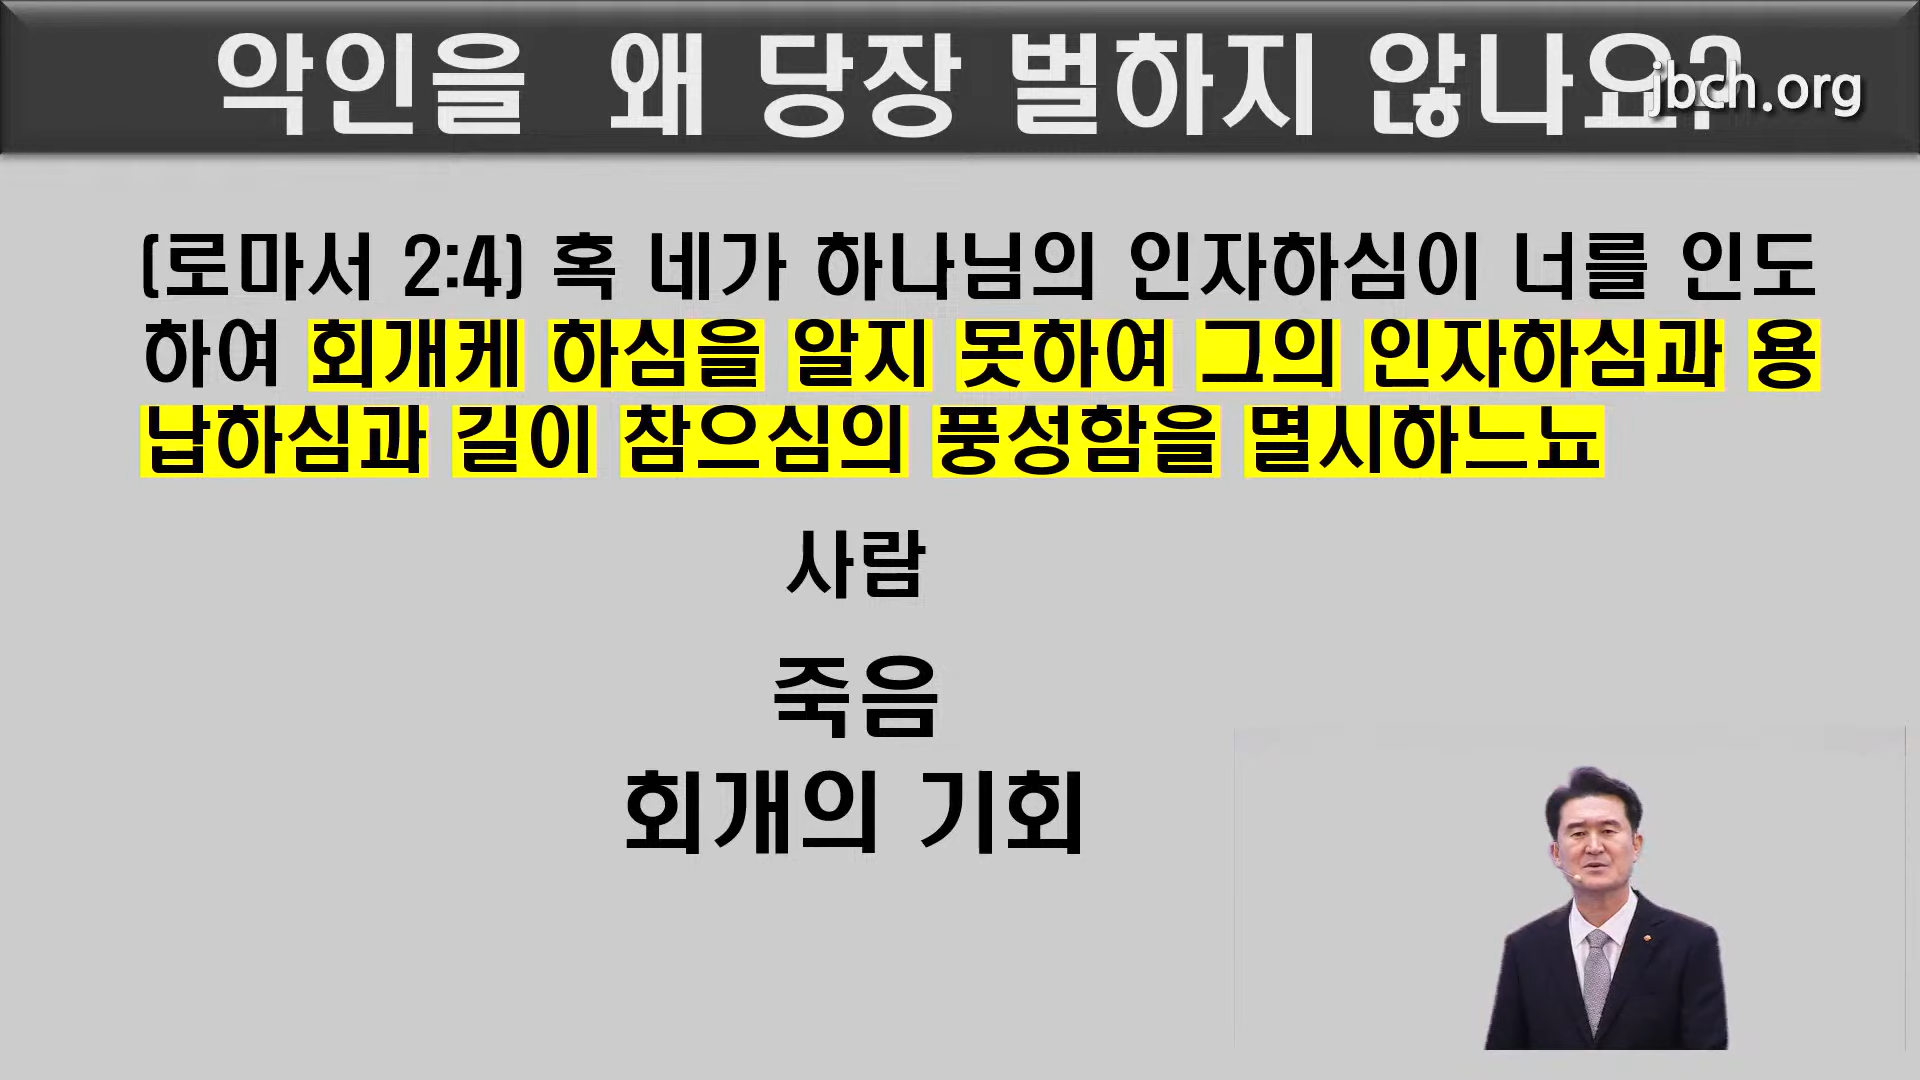 악인을 왜 당장 벌하지 않나요?
jbch.org
(로마서 2:4) 혹 네가 하나님의 인자하심이 너를 인도
하여 회개케 하심을 알지 못하여 그의 인자하심과 용
납하심과 길이 참으심의 풍성함을 멸시하느뇨
사람
죽음
회개의 기회